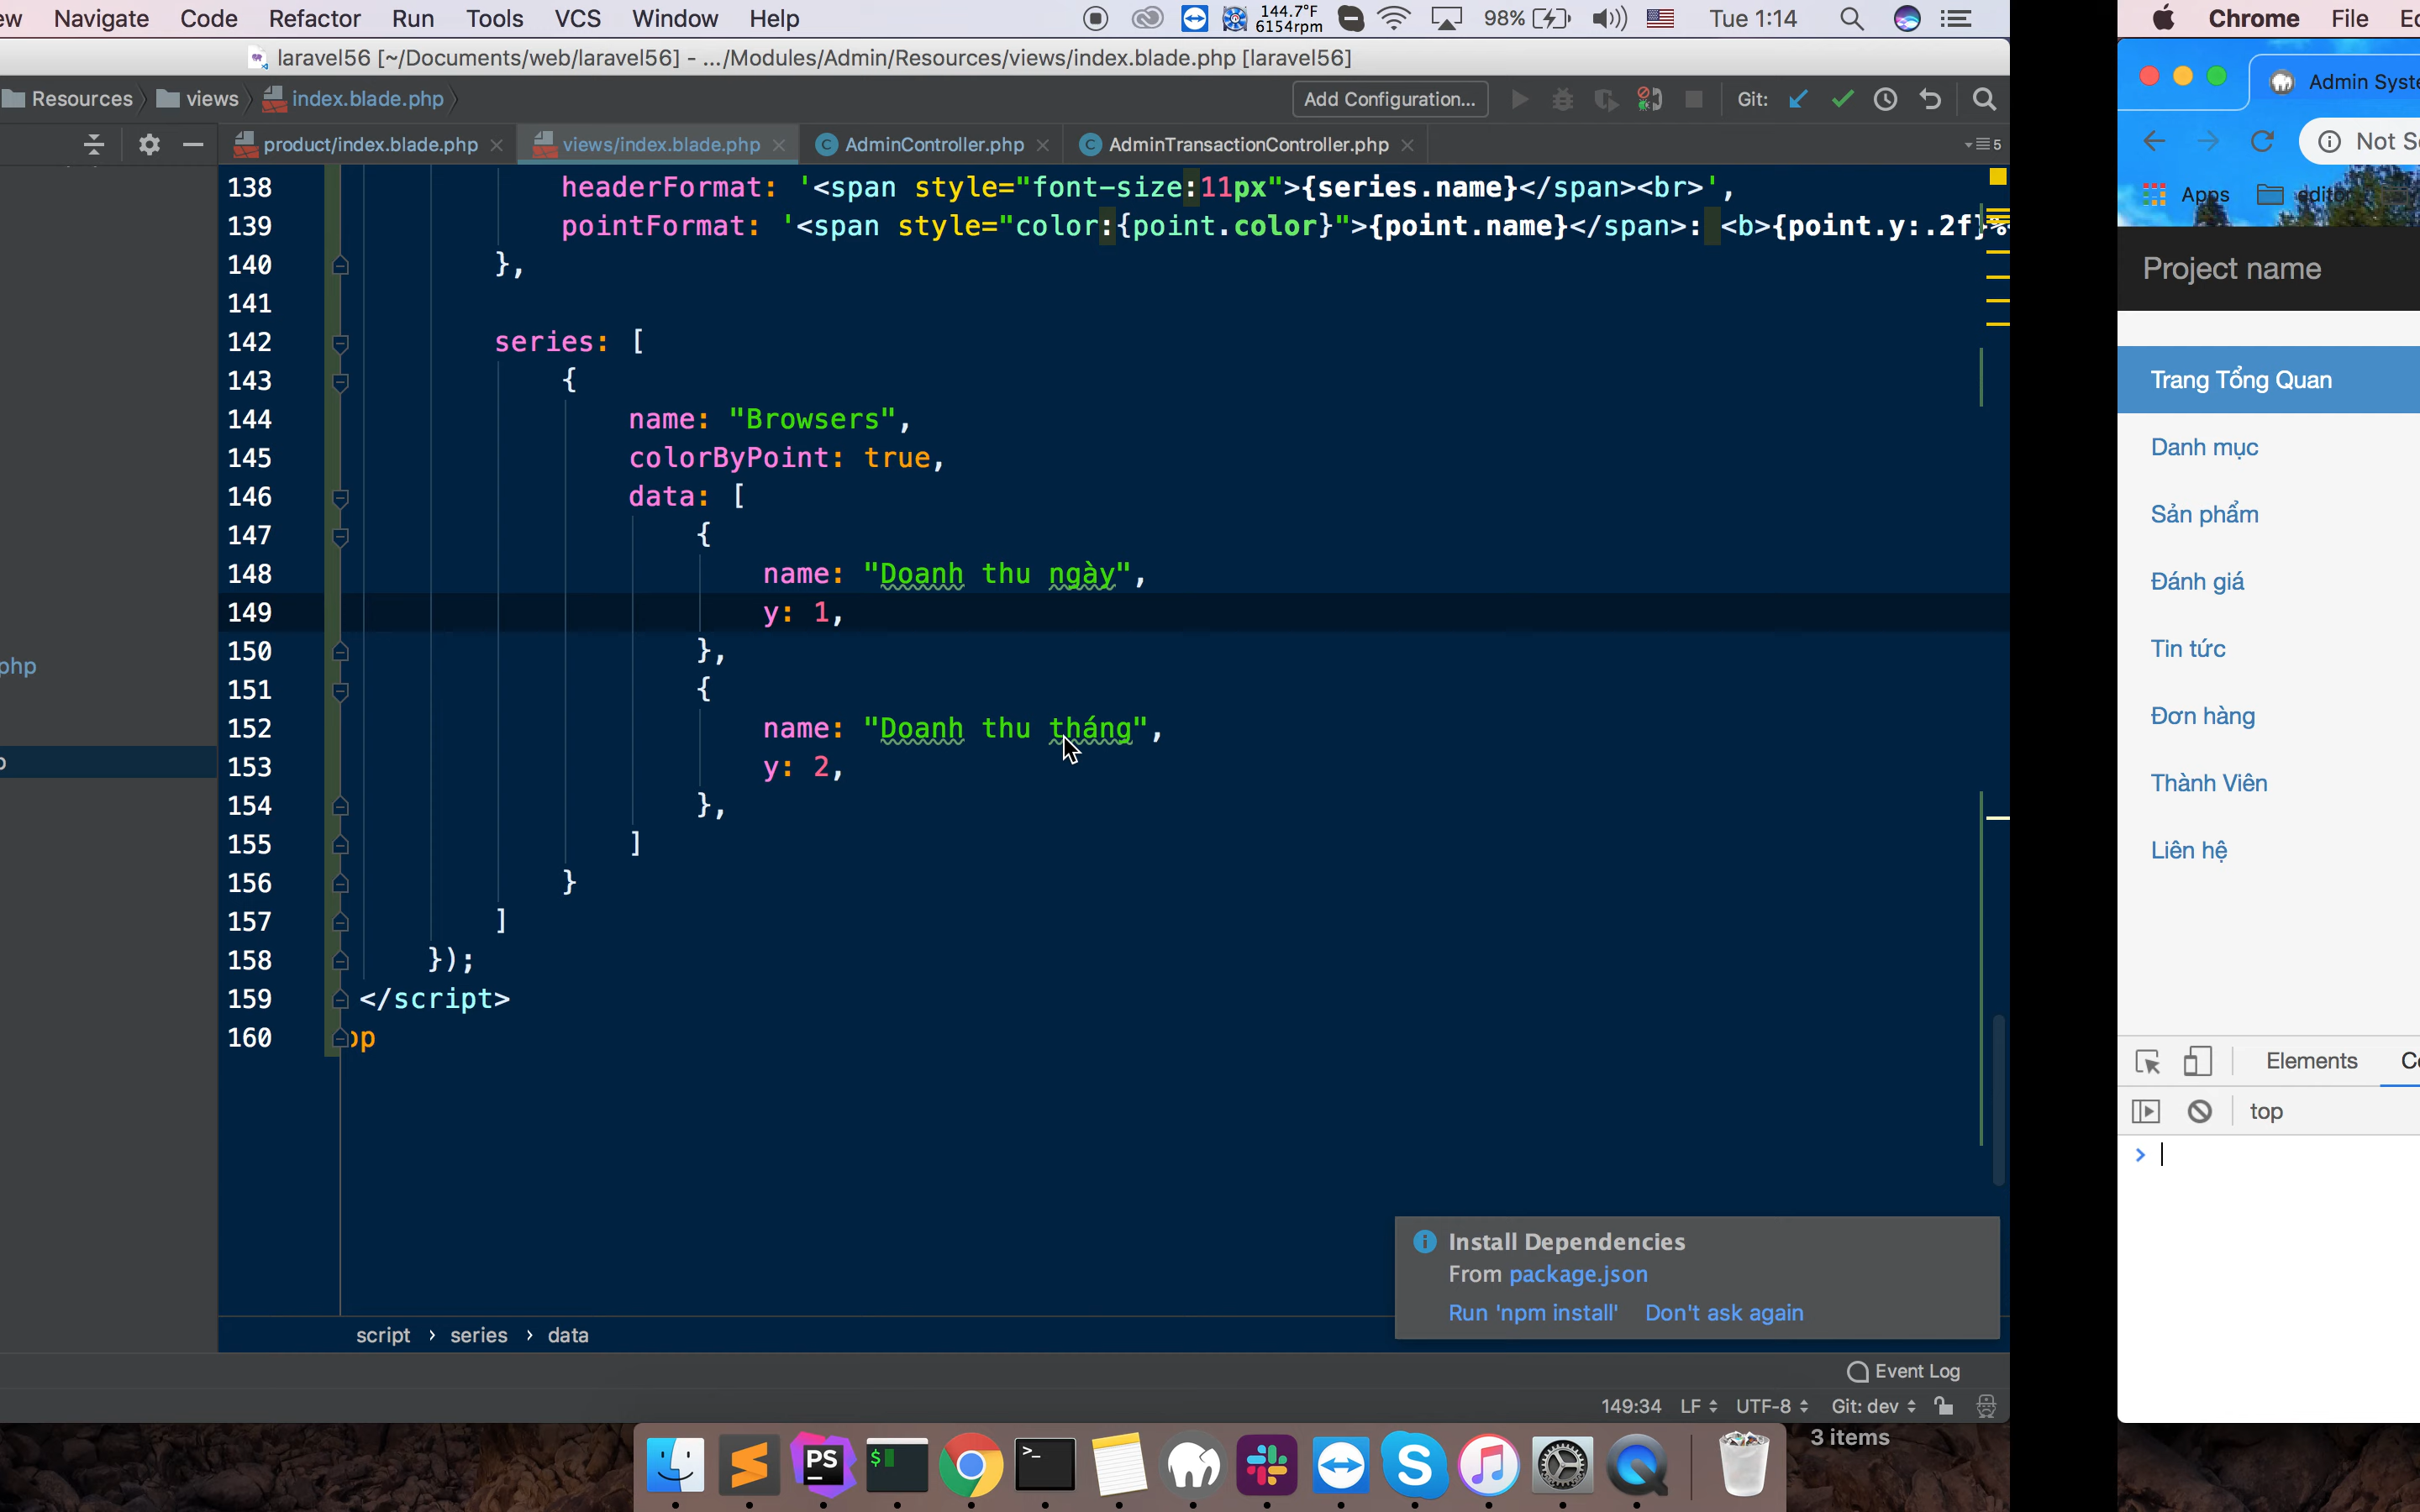 Navigate Code Refactor Run Tools VCS Window Help 144.7°F 6154rpm 98% Tue 1:14
laravel56 [~/Documents/web/laravel56] - .../Modules/Admin/Resources/views/index.blade.php [laravel56]
Resources views index.blade.php Add Configuration... Git:
product/index.blade.php views/index.blade.php AdminController.php AdminTransactionController.php 5
138 headerFormat: '<span style="font-size:11px">{series.name}</span><br>',
139 pointFormat: '<span style="color:{point.color}">{point.name}</span>: <b>{point.y:.2f}%
140 },
141
142 series: [
143 {
144 name: "Browsers",
145 colorByPoint: true,
146 data: [
147 {
148 name: "Doanh thu ngày",
149 y: 1,
150 },
151 {
152 name: "Doanh thu tháng",
153 y: 2,
154 },
155 ]
156 }
157 ]
158 });
159 </script>
160 op
php
Install Dependencies
From package.json
Run 'npm install' Don't ask again
script › series › data
Event Log
149:34 LF UTF-8 Git: dev
PS
3 items
Chrome File
Admin Syste
Not Se
Apps editor
Project name
Trang Tổng Quan
Danh mục
Sản phẩm
Đánh giá
Tin tức
Đơn hàng
Thành Viên
Liên hệ
Elements
top